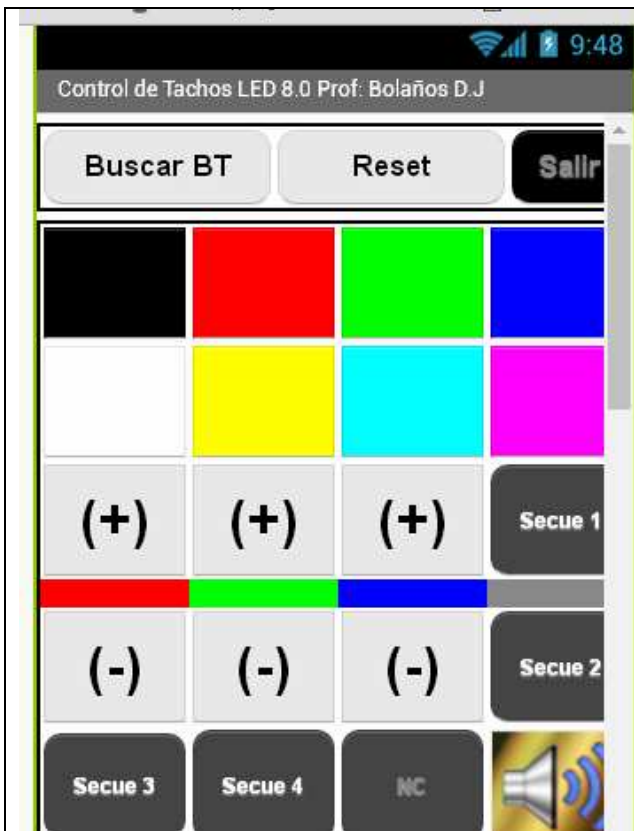 9:48
Control de Tachos LED 8.0 Prof: Bolaños D.J
Buscar BT Reset Salir
(+) (+) (+) Secue 1
(-) (-) (-) Secue 2
Secue 3 Secue 4 NC